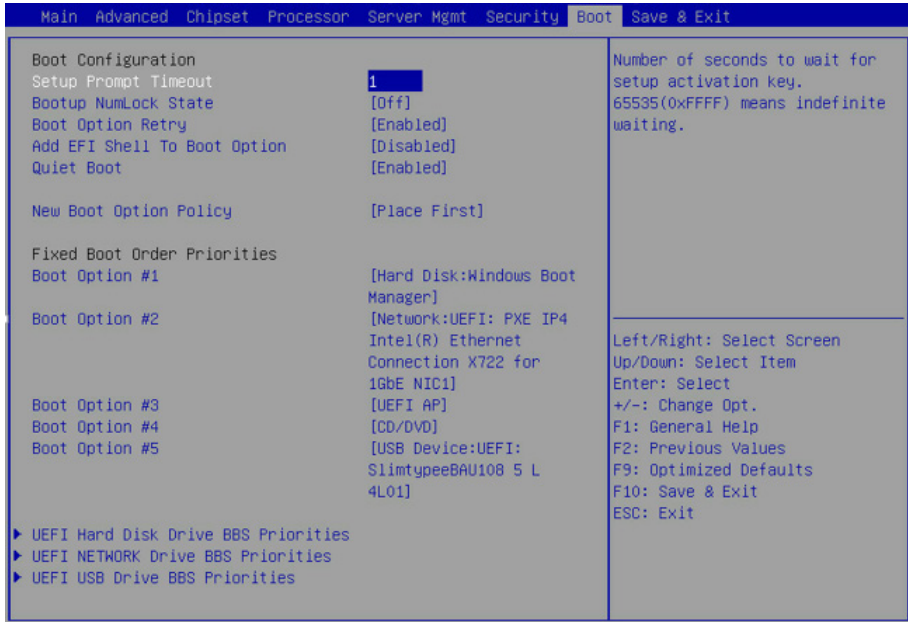 Main Advanced Chipset Processor Server Mgmt Security Boot Save & Exit
Boot Configuration
Setup Prompt Timeout 1
Bootup NumLock State [Off]
Boot Option Retry [Enabled]
Add EFI Shell To Boot Option [Disabled]
Quiet Boot [Enabled]
New Boot Option Policy [Place First]
Fixed Boot Order Priorities
Boot Option #1 [Hard Disk:Windows Boot
Manager]
Boot Option #2 [Network:UEFI: PXE IP4
Intel(R) Ethernet
Connection X722 for
1GbE NIC1]
Boot Option #3 [UEFI AP]
Boot Option #4 [CD/DVD]
Boot Option #5 [USB Device:UEFI:
SlimtypeeBAU108 5 L
4L01]
UEFI Hard Disk Drive BBS Priorities
UEFI NETWORK Drive BBS Priorities
UEFI USB Drive BBS Priorities
Number of seconds to wait for
setup activation key.
65535(0xFFFF) means indefinite
waiting.
Left/Right: Select Screen
Up/Down: Select Item
Enter: Select
+/-: Change Opt.
F1: General Help
F2: Previous Values
F9: Optimized Defaults
F10: Save & Exit
ESC: Exit